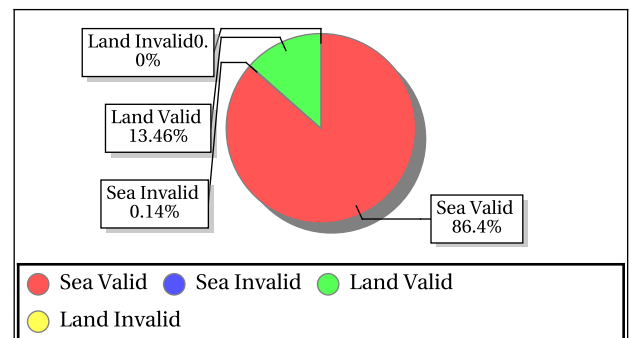 Land Invalid0.
0%
Land Valid
13.46%
Sea Invalid
0.14%
Sea Valid
86.4%
Sea Valid Sea Invalid Land Valid
Land Invalid